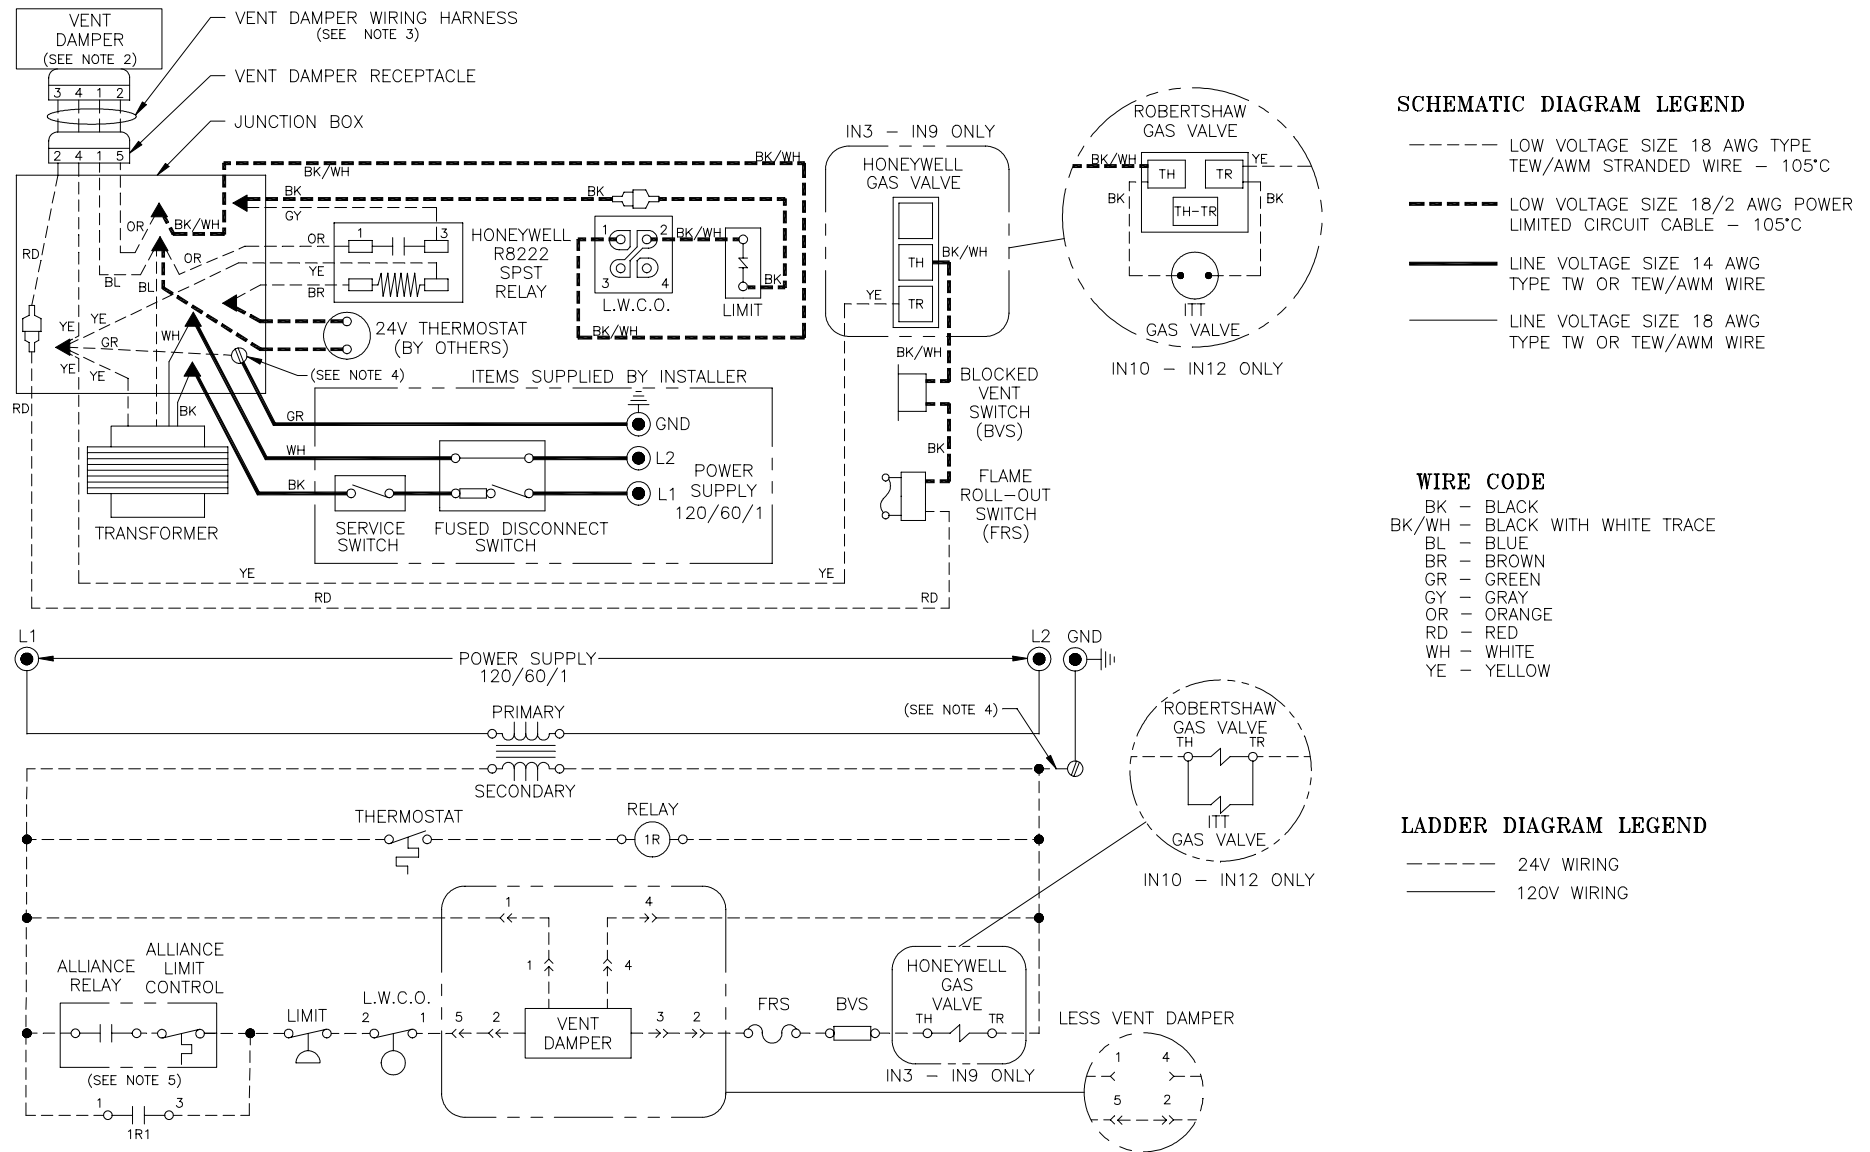 VENT
DAMPER
(SEE NOTE 2)
3 4 1 2
2 4 1 5
VENT DAMPER WIRING HARNESS
(SEE NOTE 3)
VENT DAMPER RECEPTACLE
JUNCTION BOX
BK/WH
BK/WH
BK
GY
BK
OR
BK/WH
OR
RD
BL
BL
OR
YE
BR
1
3
HONEYWELL
R8222
SPST
RELAY
1
2
3
4
L.W.C.O.
BK/WH
BK/WH
BK
LIMIT
YE
YE
GR
YE
YE
WH
BK
RD
24V THERMOSTAT
(BY OTHERS)
(SEE NOTE 4)
ITEMS SUPPLIED BY INSTALLER
GR
GND
WH
L2
BK
L1
POWER
SUPPLY
120/60/1
TRANSFORMER
SERVICE
SWITCH
FUSED DISCONNECT
SWITCH
YE
YE
RD
RD
IN3 – IN9 ONLY
HONEYWELL
GAS VALVE
TH
TR
BK/WH
YE
BK/WH
BLOCKED
VENT
SWITCH
(BVS)
BK
FLAME
ROLL–OUT
SWITCH
(FRS)
ROBERTSHAW
GAS VALVE
BK/WH
YE
TH
TR
BK
BK
TH–TR
ITT
GAS VALVE
IN10 – IN12 ONLY
SCHEMATIC DIAGRAM LEGEND
LOW VOLTAGE SIZE 18 AWG TYPE
TEW/AWM STRANDED WIRE – 105°C
LOW VOLTAGE SIZE 18/2 AWG POWER
LIMITED CIRCUIT CABLE – 105°C
LINE VOLTAGE SIZE 14 AWG
TYPE TW OR TEW/AWM WIRE
LINE VOLTAGE SIZE 18 AWG
TYPE TW OR TEW/AWM WIRE
WIRE CODE
BK – BLACK
BK/WH – BLACK WITH WHITE TRACE
BL – BLUE
BR – BROWN
GR – GREEN
GY – GRAY
OR – ORANGE
RD – RED
WH – WHITE
YE – YELLOW
L1
L2
GND
POWER SUPPLY
120/60/1
PRIMARY
SECONDARY
(SEE NOTE 4)
THERMOSTAT
RELAY
1R
ROBERTSHAW
GAS VALVE
TH
TR
ITT
GAS VALVE
IN10 – IN12 ONLY
1
4
1
4
ALLIANCE
RELAY
ALLIANCE
LIMIT
CONTROL
(SEE NOTE 5)
1
3
1R1
LIMIT
L.W.C.O.
2
1
5
2
VENT
DAMPER
3
2
FRS
BVS
HONEYWELL
GAS
VALVE
TH
TR
IN3 – IN9 ONLY
LESS VENT DAMPER
1
4
5
2
LADDER DIAGRAM LEGEND
24V WIRING
120V WIRING